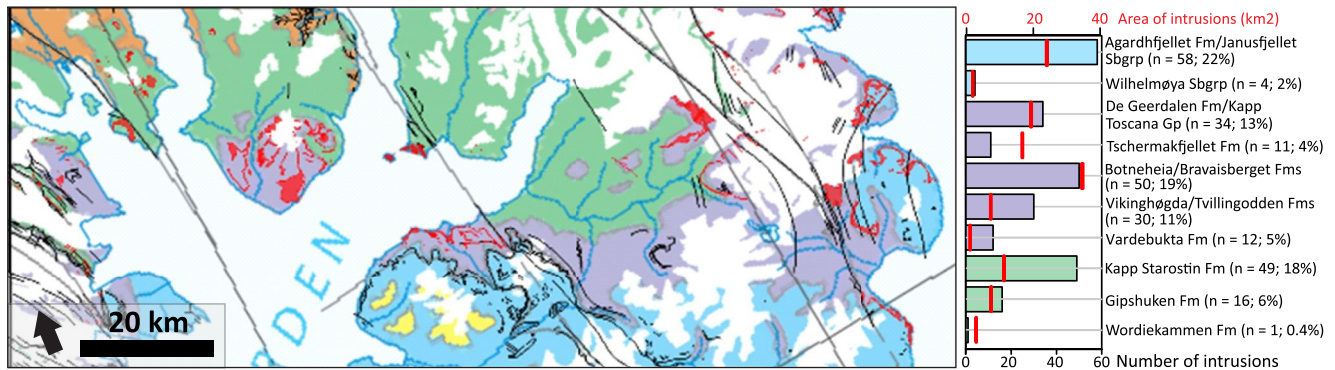 DEN
20 km
0 20 40 Area of intrusions (km2)
Agardhfjellet Fm/Janusfjellet
Sbgrp (n = 58; 22%)
Wilhelmøya Sbgrp (n = 4; 2%)
De Geerdalen Fm/Kapp
Toscana Gp (n = 34; 13%)
Tschermakfjellet Fm (n = 11; 4%)
Botneheia/Bravaisberget Fms
(n = 50; 19%)
Vikinghøgda/Tvillingodden Fms
(n = 30; 11%)
Vardebukta Fm (n = 12; 5%)
Kapp Starostin Fm (n = 49; 18%)
Gipshuken Fm (n = 16; 6%)
Wordiekammen Fm (n = 1; 0.4%)
0 20 40 60 Number of intrusions